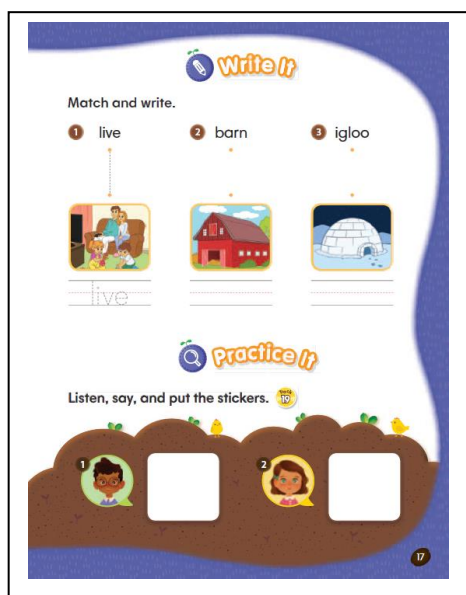 Write It
Match and write.
1 live 2 barn 3 igloo
live
Practice It
Listen, say, and put the stickers. Track 19
1 2
17